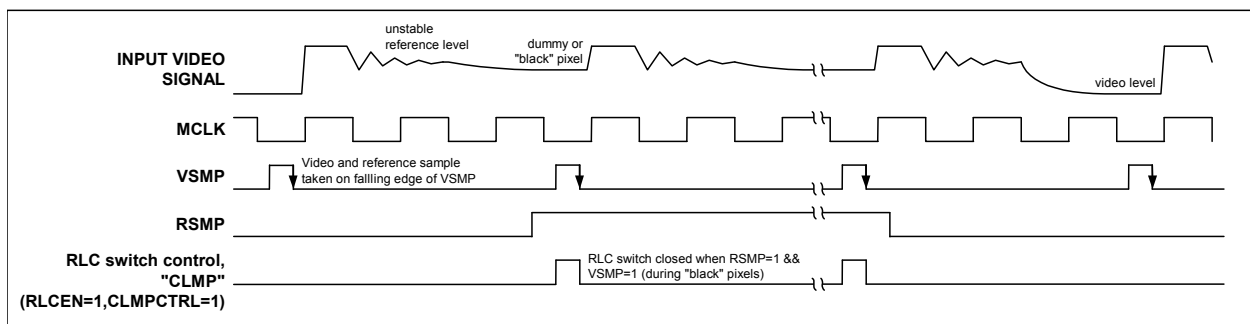 unstable
reference level
dummy or
"black" pixel
INPUT VIDEO
SIGNAL
video level
MCLK
VSMP
Video and reference sample
taken on fallling edge of VSMP
RSMP
RLC switch control,
"CLMP"
(RLCEN=1,CLMPCTRL=1)
RLC switch closed when RSMP=1 &&
VSMP=1 (during "black" pixels)